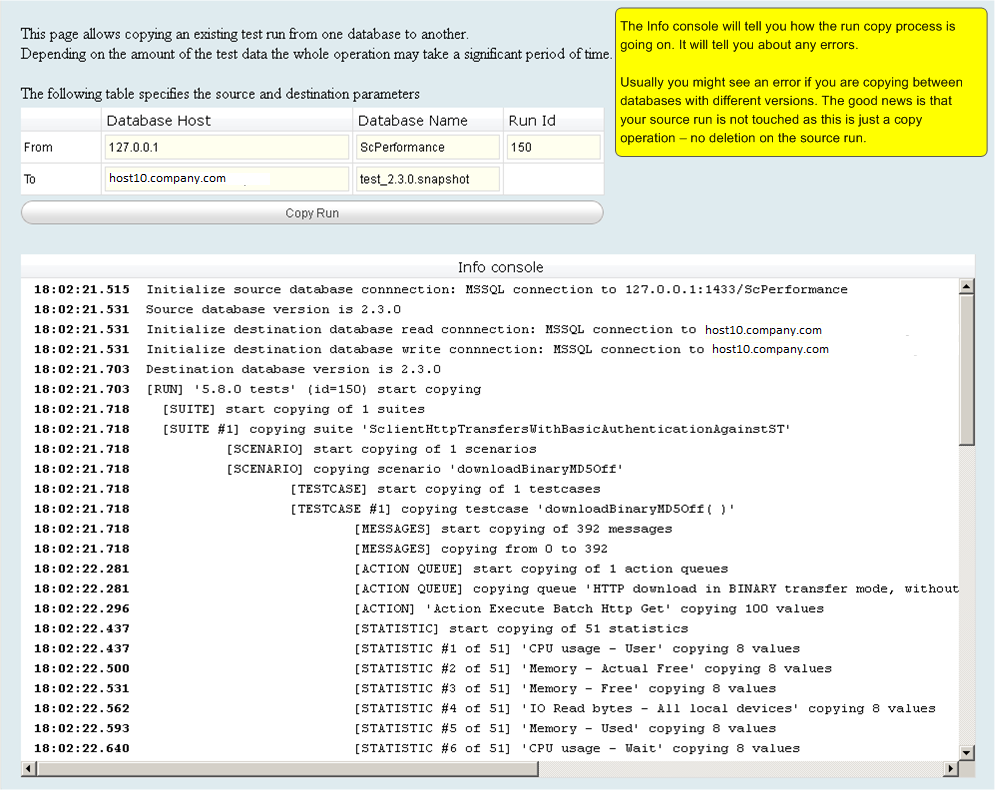 This page allows copying an existing test run from one database to another.
Depending on the amount of the test data the whole operation may take a significant period of time.
The Info console will tell you how the run copy process is
going on. It will tell you about any errors.
Usually you might see an error if you are copying between
databases with different versions. The good news is that
your source run is not touched as this is just a copy
operation – no deletion on the source run.
The following table specifies the source and destination parameters
Database Host Database Name Run Id
From 127.0.0.1 ScPerformance 150
To host10.company.com test_2.3.0.snapshot
Copy Run
Info console
18:02:21.515 Initialize source database connnection: MSSQL connection to 127.0.0.1:1433/ScPerformance
18:02:21.531 Source database version is 2.3.0
18:02:21.531 Initialize destination database read connnection: MSSQL connection to host10.company.com
18:02:21.531 Initialize destination database write connnection: MSSQL connection to host10.company.com
18:02:21.703 Destination database version is 2.3.0
18:02:21.703 [RUN] '5.8.0 tests' (id=150) start copying
18:02:21.718 [SUITE] start copying of 1 suites
18:02:21.718 [SUITE #1] copying suite 'SclientHttpTransfersWithBasicAuthenticationAgainstST'
18:02:21.718 [SCENARIO] start copying of 1 scenarios
18:02:21.718 [SCENARIO] copying scenario 'downloadBinaryMD5Off'
18:02:21.718 [TESTCASE] start copying of 1 testcases
18:02:21.718 [TESTCASE #1] copying testcase 'downloadBinaryMD5Off( )'
18:02:21.718 [MESSAGES] start copying of 392 messages
18:02:21.718 [MESSAGES] copying from 0 to 392
18:02:22.281 [ACTION QUEUE] start copying of 1 action queues
18:02:22.281 [ACTION QUEUE] copying queue 'HTTP download in BINARY transfer mode, without
18:02:22.296 [ACTION] 'Action Execute Batch Http Get' copying 100 values
18:02:22.437 [STATISTIC] start copying of 51 statistics
18:02:22.437 [STATISTIC #1 of 51] 'CPU usage - User' copying 8 values
18:02:22.500 [STATISTIC #2 of 51] 'Memory - Actual Free' copying 8 values
18:02:22.531 [STATISTIC #3 of 51] 'Memory - Free' copying 8 values
18:02:22.562 [STATISTIC #4 of 51] 'IO Read bytes - All local devices' copying 8 values
18:02:22.593 [STATISTIC #5 of 51] 'Memory - Used' copying 8 values
18:02:22.640 [STATISTIC #6 of 51] 'CPU usage - Wait' copying 8 values